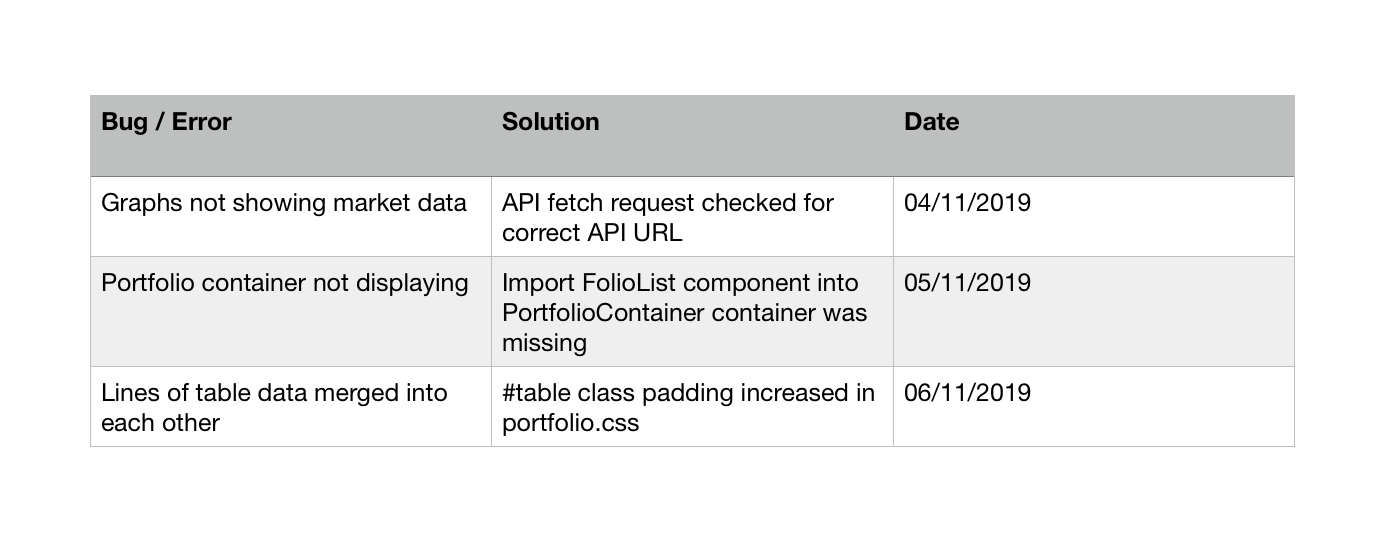 Bug / Error Solution Date
Graphs not showing market data API fetch request checked for 04/11/2019
correct API URL
Portfolio container not displaying Import FolioList component into 05/11/2019
PortfolioContainer container was
missing
Lines of table data merged into #table class padding increased in 06/11/2019
each other portfolio.css